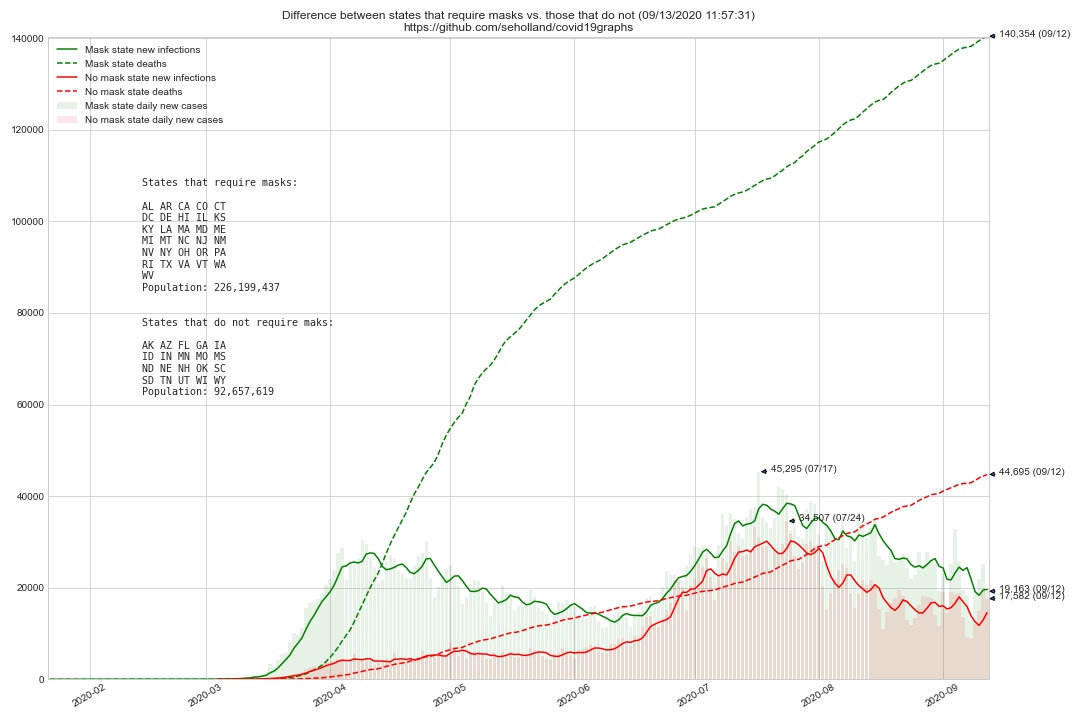 Difference between states that require masks vs. those that do not (09/13/2020 11:57:31)
https://github.com/seholland/covid19graphs
140000
120000
100000
80000
60000
40000
20000
0
Mask state new infections
Mask state deaths
No mask state new infections
No mask state deaths
Mask state daily new cases
No mask state daily new cases
States that require masks:
AL AR CA CO CT
DC DE HI IL KS
KY LA MA MD ME
MI MT NC NJ NM
NV NY OH OR PA
RI TX VA VT WA
WV
Population: 226,199,437
States that do not require maks:
AK AZ FL GA IA
ID IN MN MO MS
ND NE NH OK SC
SD TN UT WI WY
Population: 92,657,619
140,354 (09/12)
45,295 (07/17)
44,695 (09/12)
34,507 (07/24)
19,163 (09/12)
17,582 (09/12)
2020-02
2020-03
2020-04
2020-05
2020-06
2020-07
2020-08
2020-09